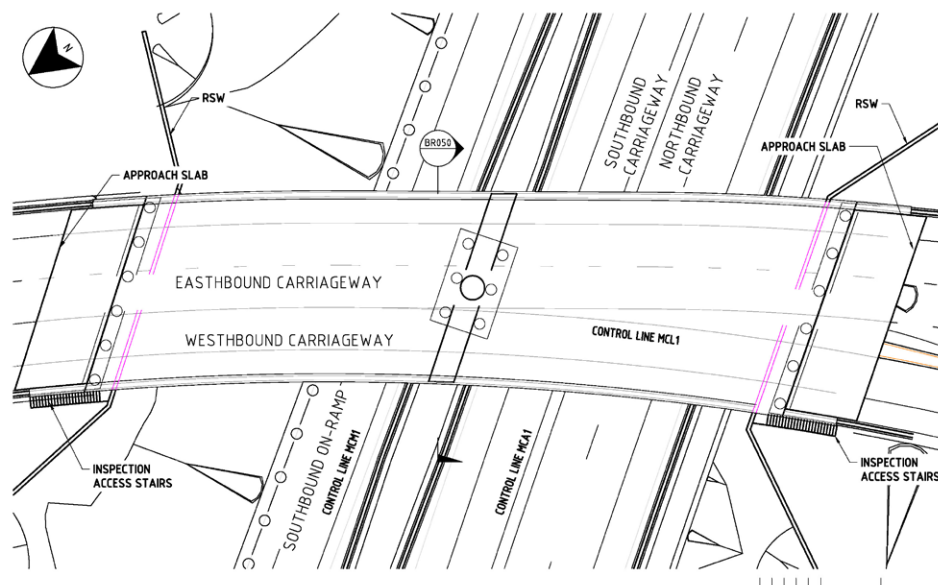 N
RSW
BR050
SOUTHBOUND
CARRIAGEWAY
NORTHBOUND
CARRIAGEWAY
RSW
APPROACH SLAB
APPROACH SLAB
EASTBOUND CARRIAGEWAY
WESTBOUND CARRIAGEWAY
CONTROL LINE MCL1
SOUTHBOUND ON-RAMP
CONTROL LINE MCM1
CONTROL LINE MCA1
INSPECTION
ACCESS STAIRS
INSPECTION
ACCESS STAIRS